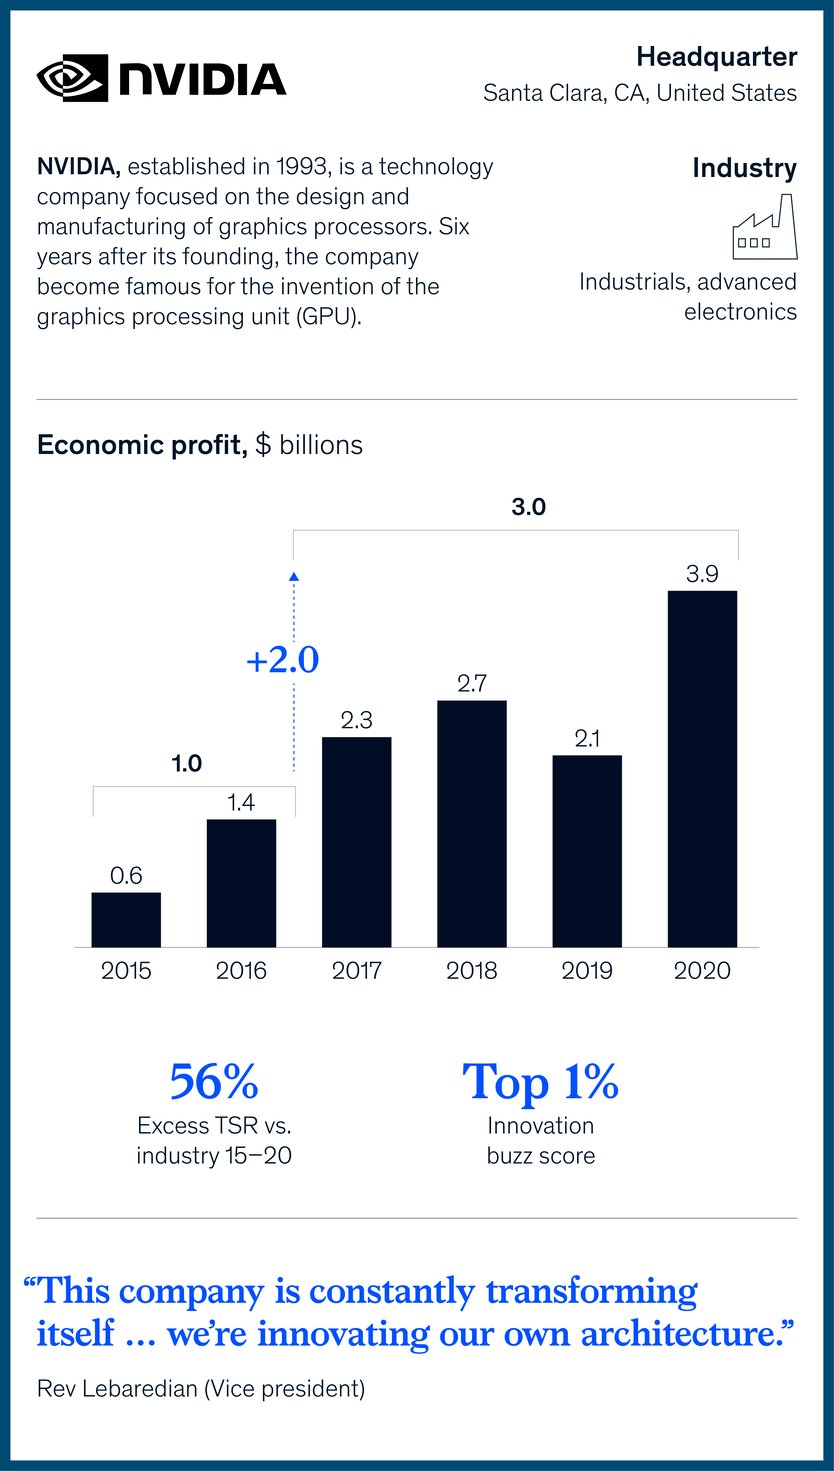 NVIDIA
Headquarter
Santa Clara, CA, United States
NVIDIA, established in 1993, is a technology
company focused on the design and
manufacturing of graphics processors. Six
years after its founding, the company
become famous for the invention of the
graphics processing unit (GPU).
Industry
Industrials, advanced
electronics
Economic profit, $ billions
3.0
3.9
+2.0
2.7
2.3
2.1
1.0
1.4
0.6
2015 2016 2017 2018 2019 2020
56%
Excess TSR vs.
industry 15–20
Top 1%
Innovation
buzz score
“This company is constantly transforming
itself ... we’re innovating our own architecture.”
Rev Lebaredian (Vice president)